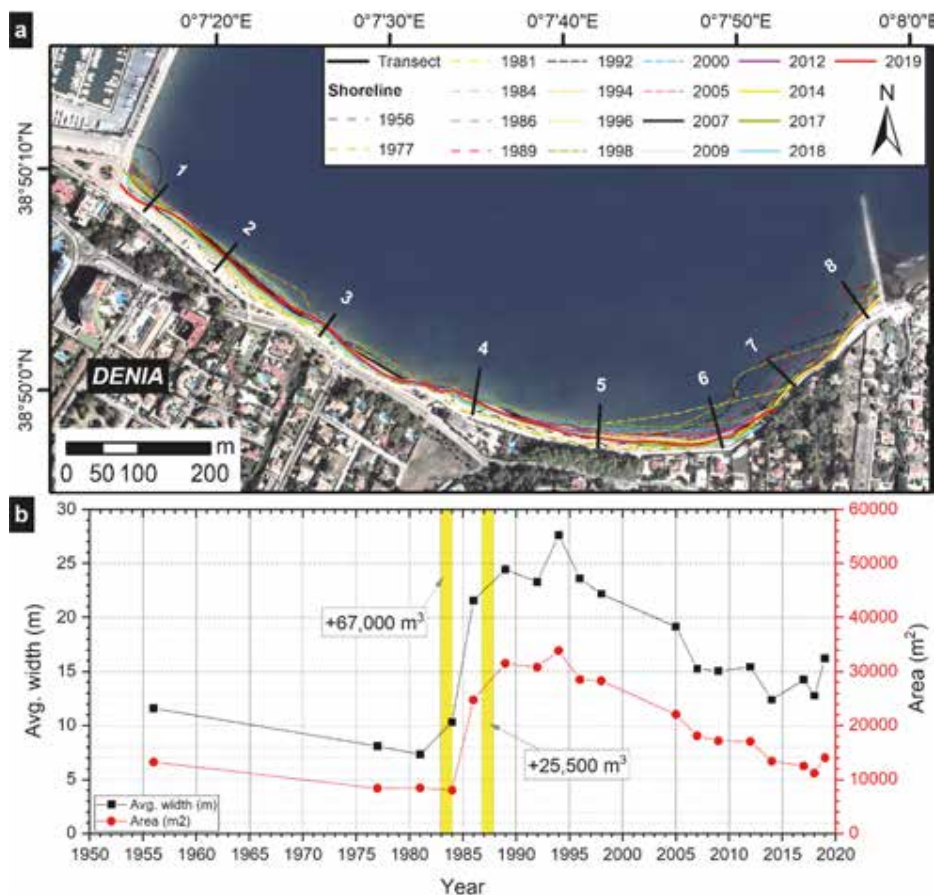 a
0°7'20"E 0°7'30"E 0°7'40"E 0°7'50"E 0°8'0"E
38°50'10"N
38°50'0"N
Transect
Shoreline
1956
1977
1981
1984
1986
1989
1992
1994
1996
1998
2000
2005
2007
2009
2012
2014
2017
2018
2019
N
1
2
3
4
5
6
7
8
DENIA
m
0 50 100 200
b
30
25
20
15
10
5
0
Avg. width (m)
60000
50000
40000
30000
20000
10000
0
Area (m²)
+67,000 m³
+25,500 m³
Avg. width (m)
Area (m2)
1950 1955 1960 1965 1970 1975 1980 1985 1990 1995 2000 2005 2010 2015 2020
Year